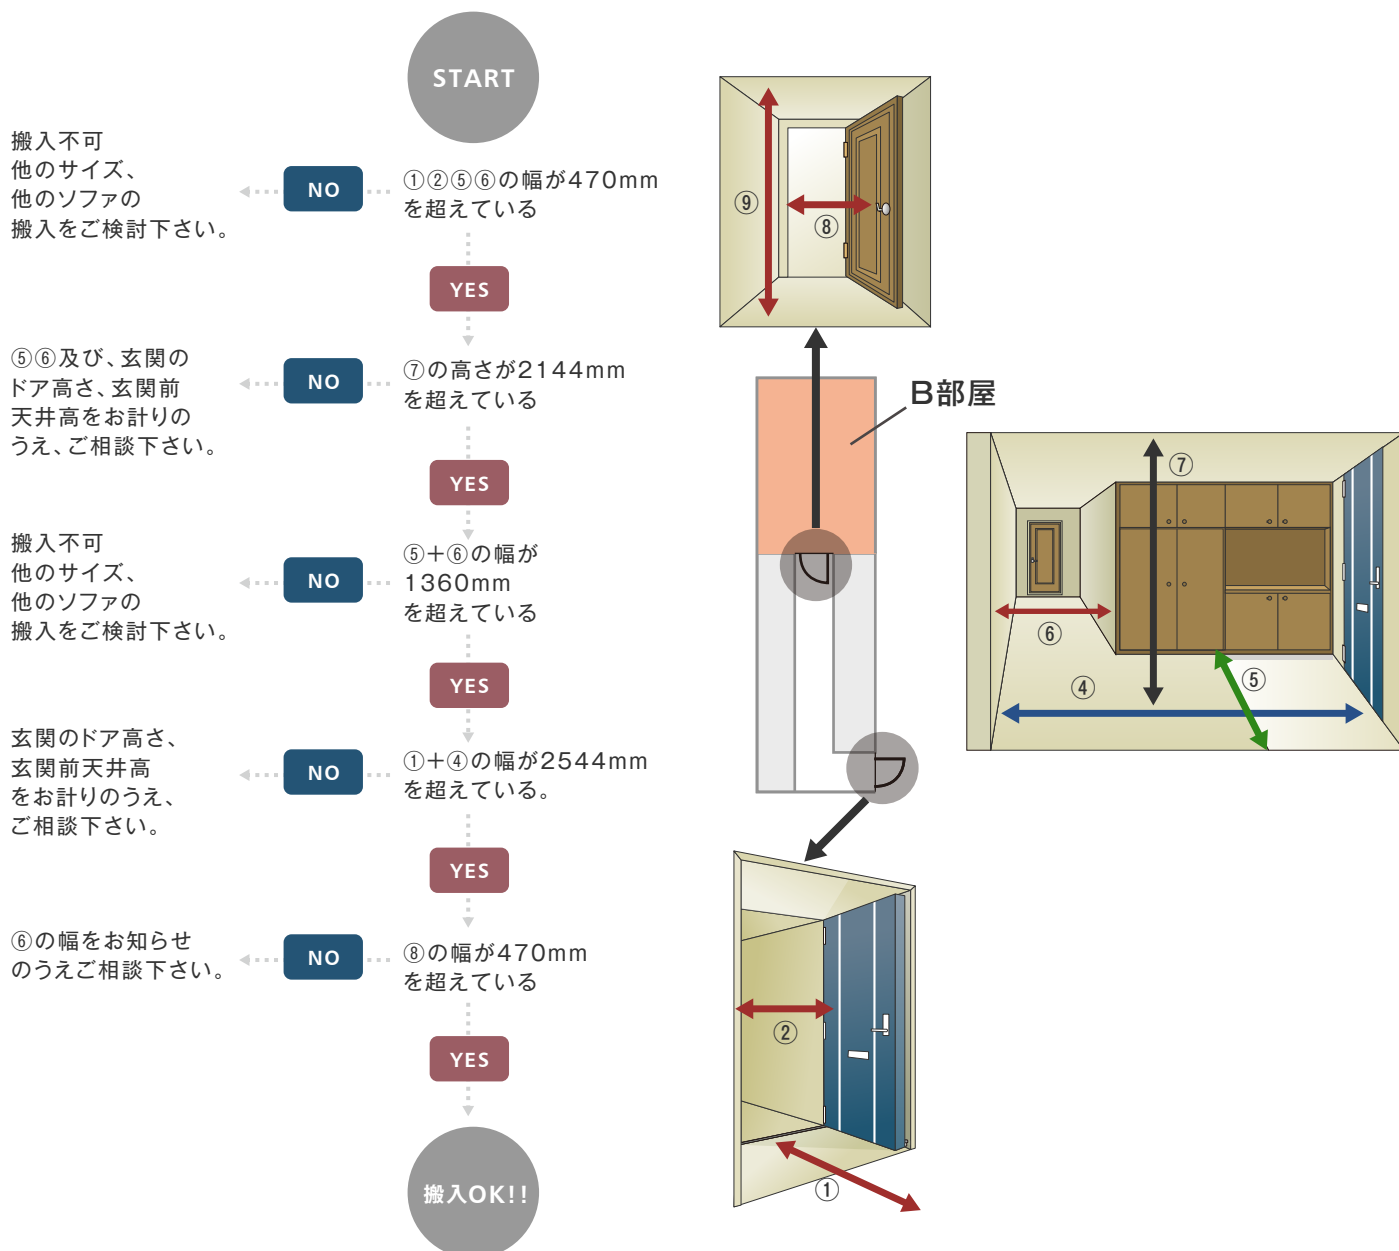 START
①②⑤⑥の幅が470mm
を超えている
NO
搬入不可
他のサイズ、
他のソファの
搬入をご検討下さい。
YES
⑦の高さが2144mm
を超えている
NO
⑤⑥及び、玄関の
ドア高さ、玄関前
天井高をお計りの
うえ、ご相談下さい。
YES
⑤＋⑥の幅が
1360mm
を超えている
NO
搬入不可
他のサイズ、
他のソファの
搬入をご検討下さい。
YES
①＋④の幅が2544mm
を超えている。
NO
玄関のドア高さ、
玄関前天井高
をお計りのうえ、
ご相談下さい。
YES
⑧の幅が470mm
を超えている
NO
⑥の幅をお知らせ
のうえご相談下さい。
YES
搬入OK!!
⑨
⑧
B部屋
⑦
⑥
④
⑤
②
①